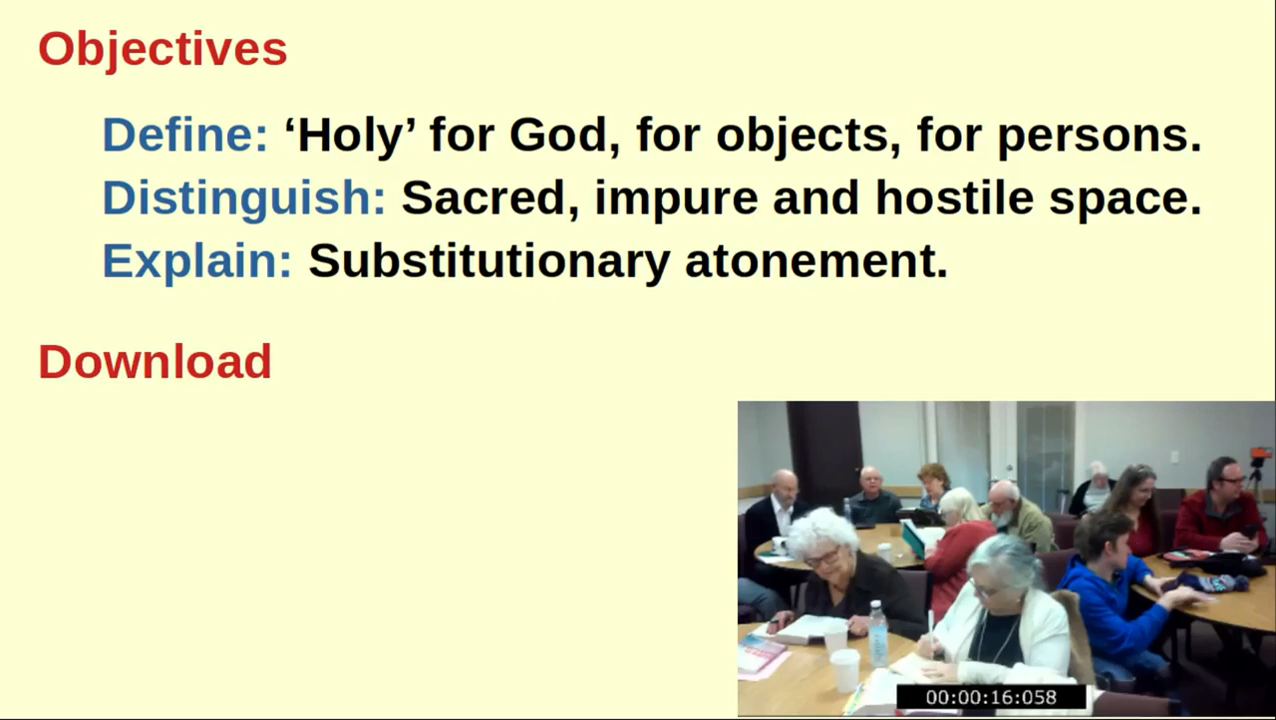 Objectives
Define: ‘Holy’ for God, for objects, for persons.
Distinguish: Sacred, impure and hostile space.
Explain: Substitutionary atonement.
Download
00:00:16:058